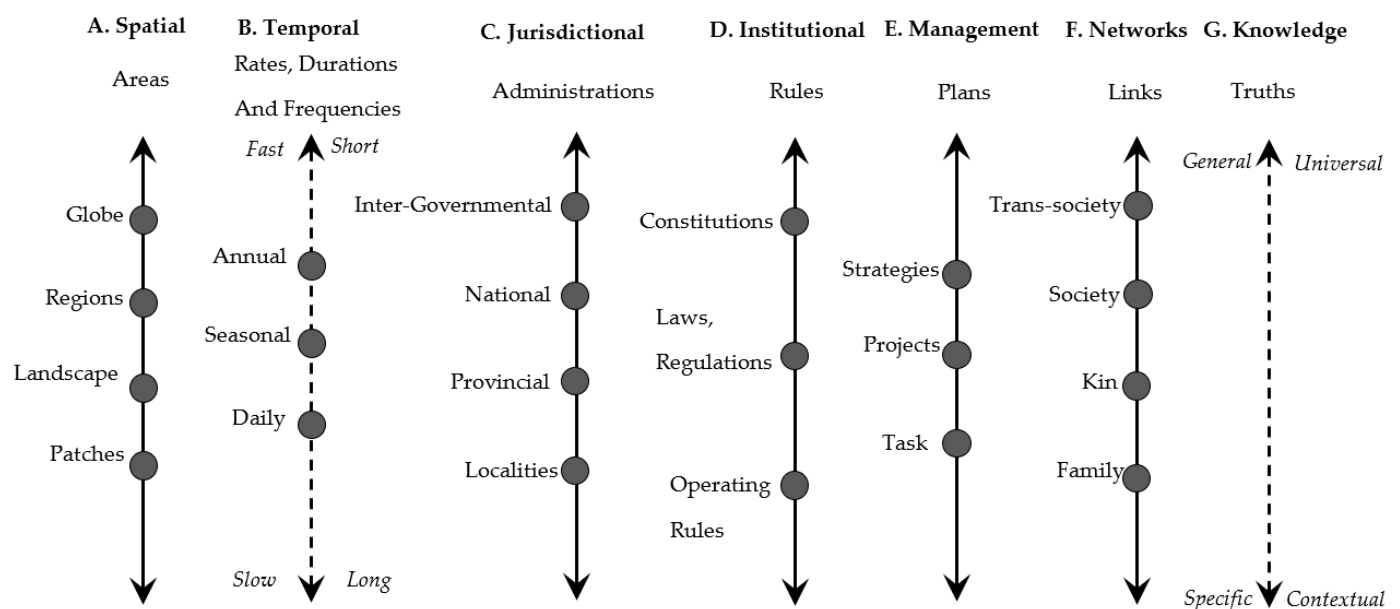 A. Spatial
Areas
Globe
Regions
Landscape
Patches
B. Temporal
Rates, Durations
And Frequencies
Fast
Short
Annual
Seasonal
Daily
Slow
Long
C. Jurisdictional
Administrations
Inter-Governmental
National
Provincial
Localities
D. Institutional
Rules
Constitutions
Laws,
Regulations
Operating
Rules
E. Management
Plans
Strategies
Projects
Task
F. Networks
Links
Trans-society
Society
Kin
Family
G. Knowledge
Truths
General
Universal
Specific
Contextual